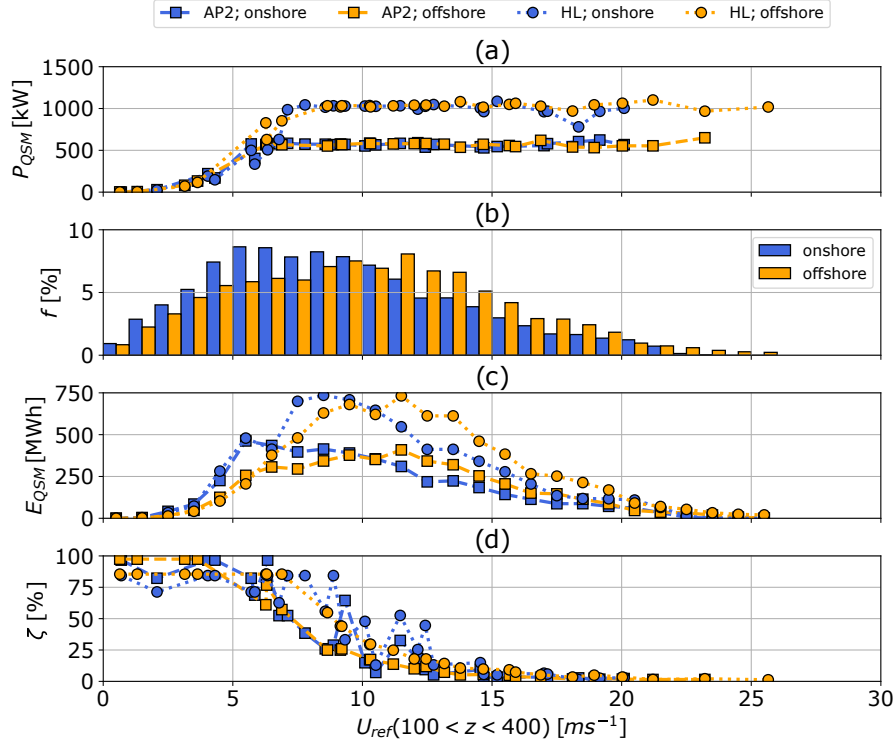 AP2; onshore AP2; offshore HL; onshore HL; offshore
(a)
1500
1000
500
0
P_QSM [kW]
(b)
10
5
0
f [%]
onshore
offshore
(c)
750
500
250
0
E_QSM [MWh]
(d)
100
75
50
25
0
ζ [%]
0 5 10 15 20 25 30
U_ref(100 < z < 400) [ms⁻¹]